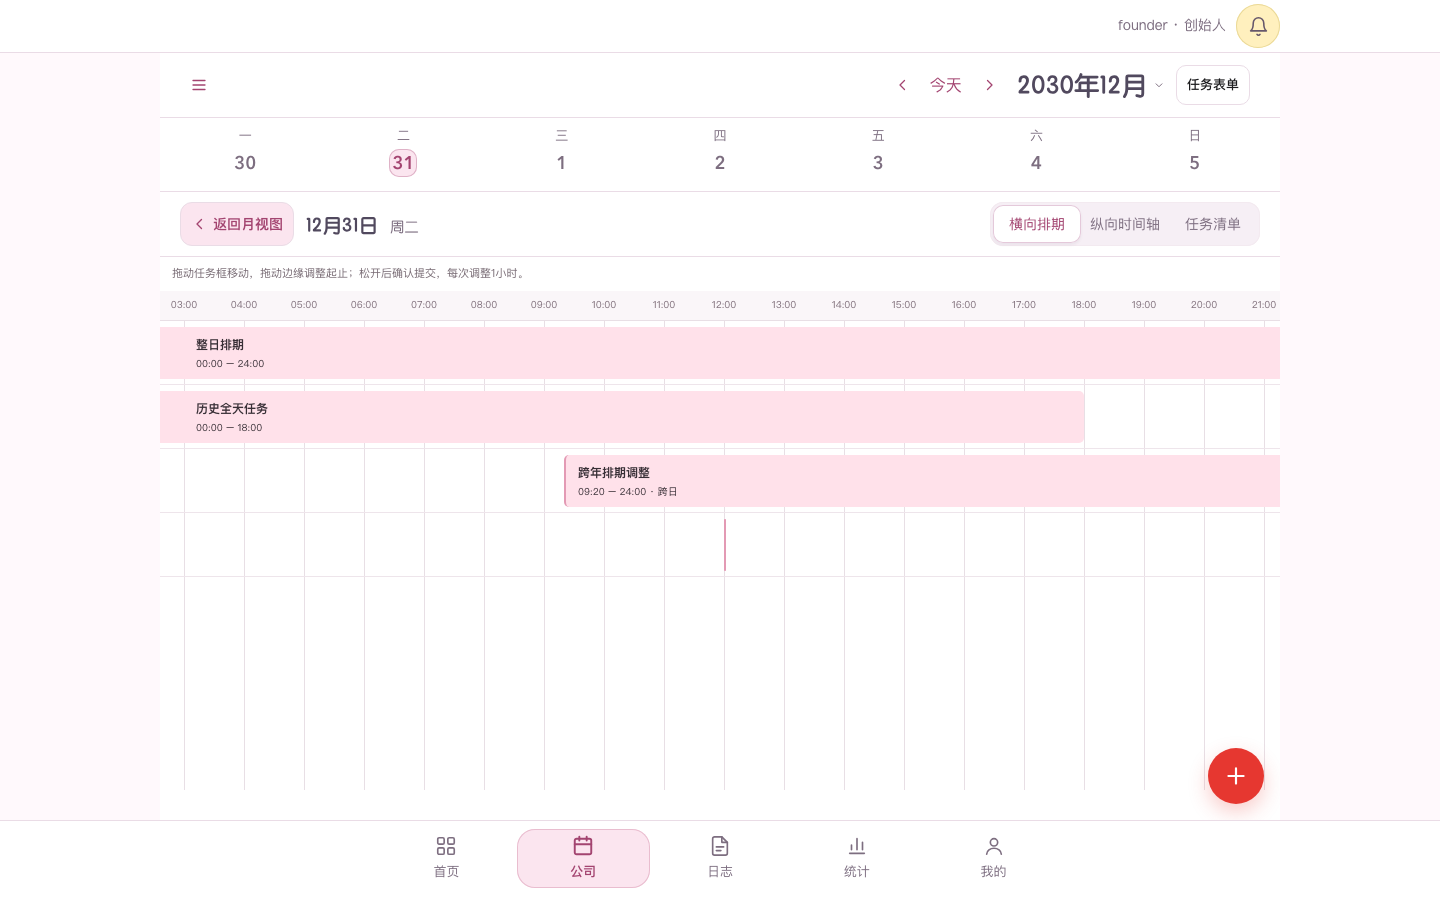 founder · 创始人
今天
2030年12月
任务表单
一 二 三 四 五 六 日
30 31 1 2 3 4 5
返回月视图
12月31日 周二
横向排期 纵向时间轴 任务清单
拖动任务框移动，拖动边缘调整起止；松开后确认提交，每次调整1小时。
03:00 04:00 05:00 06:00 07:00 08:00 09:00 10:00 11:00 12:00 13:00 14:00 15:00 16:00 17:00 18:00 19:00 20:00 21:00
整日排期
00:00 — 24:00
历史全天任务
00:00 — 18:00
跨年排期调整
09:20 — 24:00 · 跨日
首页 公司 日志 统计 我的